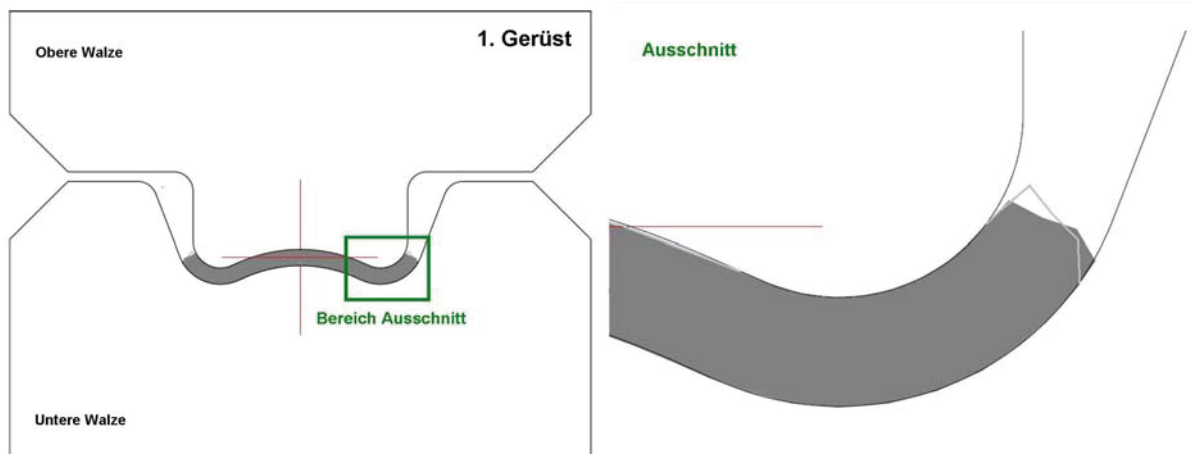 Obere Walze
1. Gerüst
Bereich Ausschnitt
Untere Walze
Ausschnitt